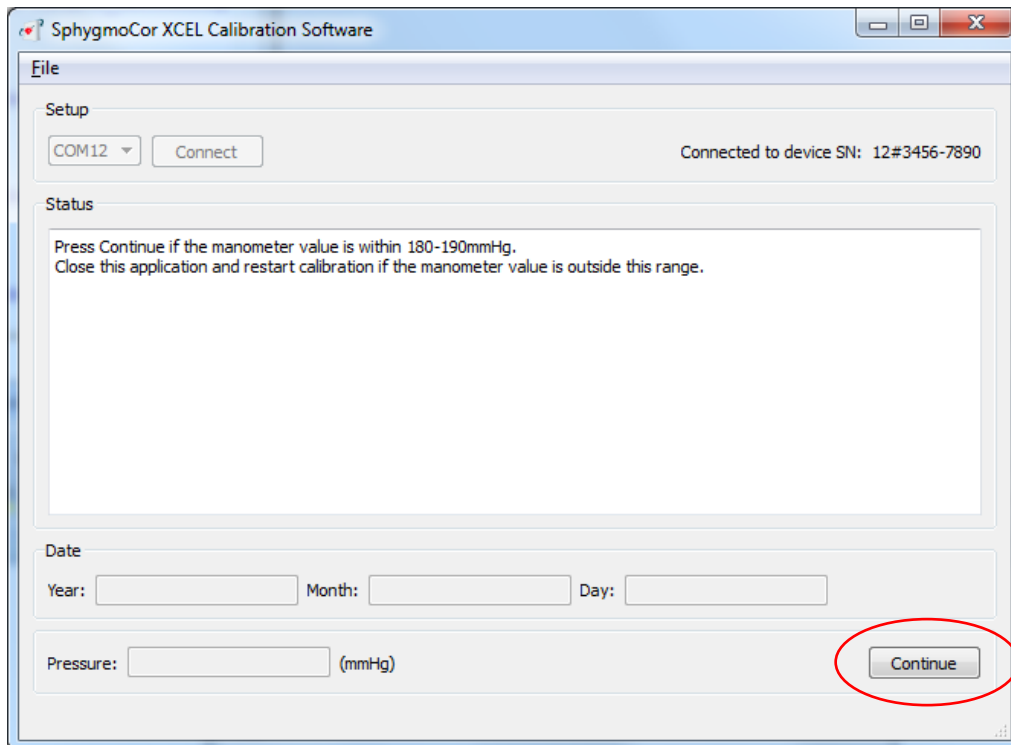 SphygmoCor XCEL Calibration Software
File
Setup
COM12 Connect Connected to device SN: 12#3456-7890
Status
Press Continue if the manometer value is within 180-190mmHg.
Close this application and restart calibration if the manometer value is outside this range.
Date
Year: Month: Day:
Pressure: (mmHg) Continue